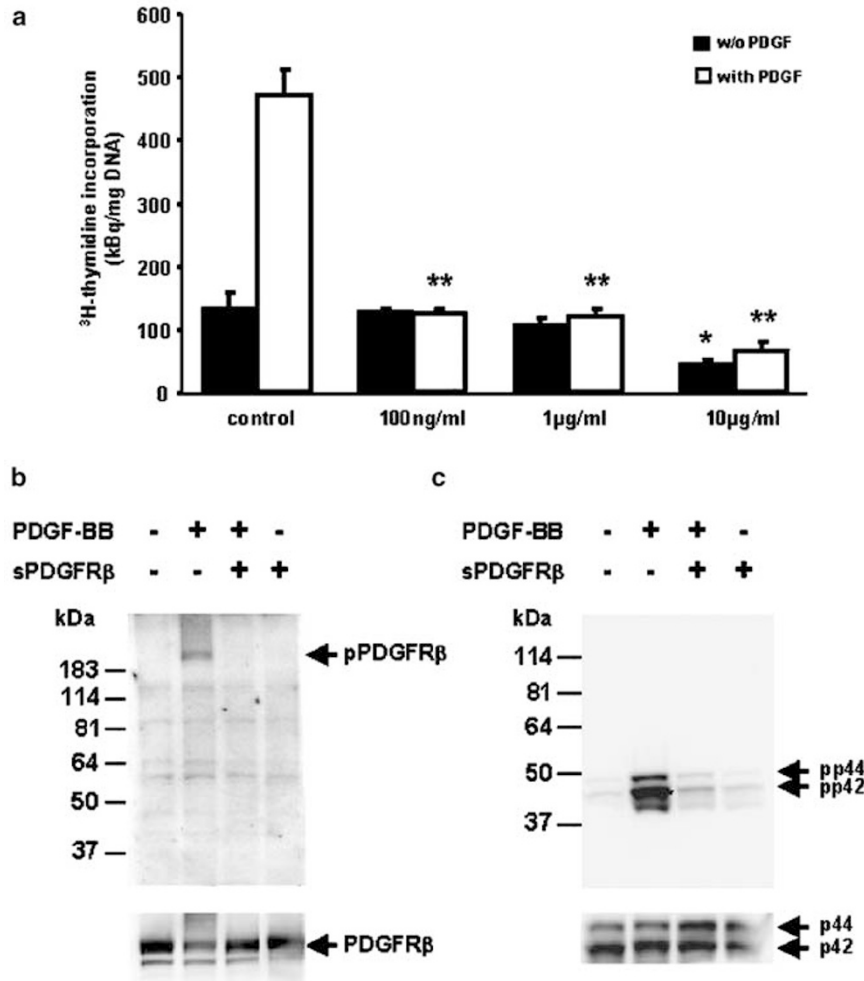 a
600
500
400
300
200
100
0
³H-thymidine incorporation
(kBq/mg DNA)
w/o PDGF
with PDGF
**
**
*
**
control 100ng/ml 1µg/ml 10µg/ml
b
PDGF-BB - + + -
sPDGFRβ - - + +
kDa
183
114
81
64
50
37
pPDGFRβ
PDGFRβ
c
PDGF-BB - + + -
sPDGFRβ - - + +
kDa
114
81
64
50
37
pp44
pp42
p44
p42